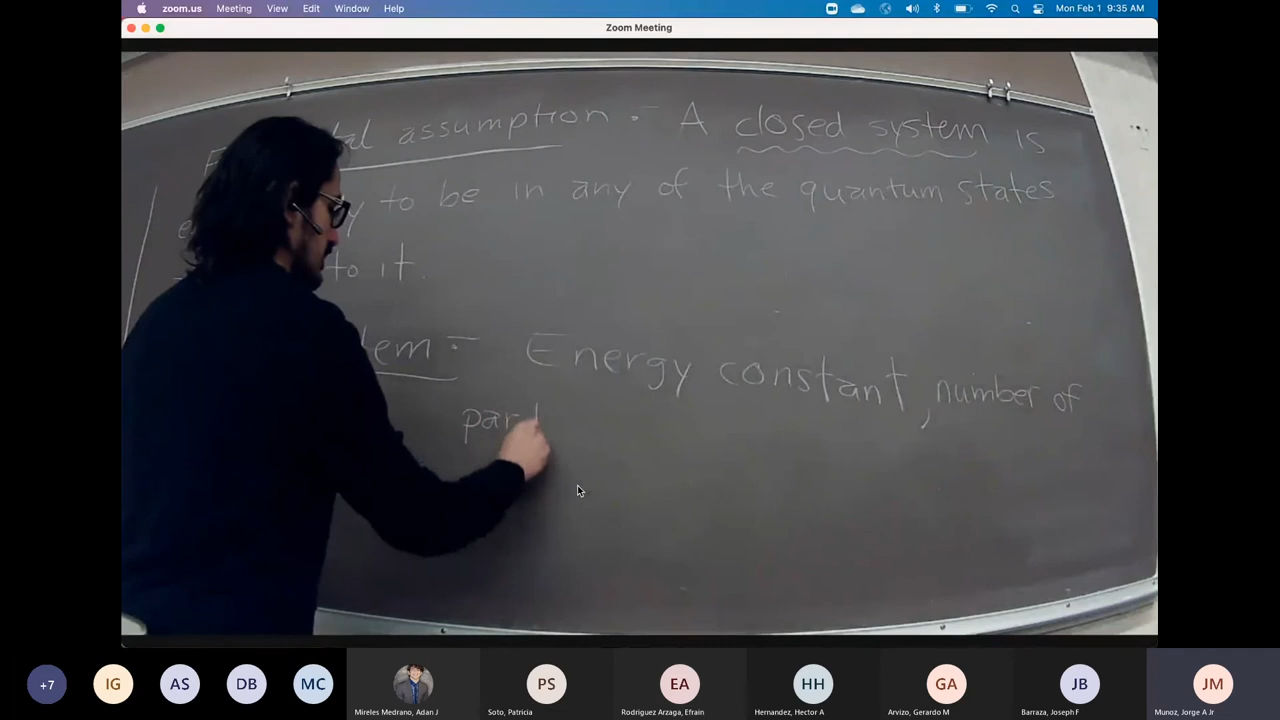 zoom.us Meeting View Edit Window Help Mon Feb 1 9:35 AM
Zoom Meeting
assumption :- A closed system is
to be in any of the quantum states
to it.
Energy constant, number of
par
+7 IG AS DB MC PS EA HH GA JB JM
Mireles Medrano, Adan J Soto, Patricia Rodriguez Arzaga, Efrain Hernandez, Hector A Arvizo, Gerardo M Barraza, Joseph F Munoz, Jorge A Jr